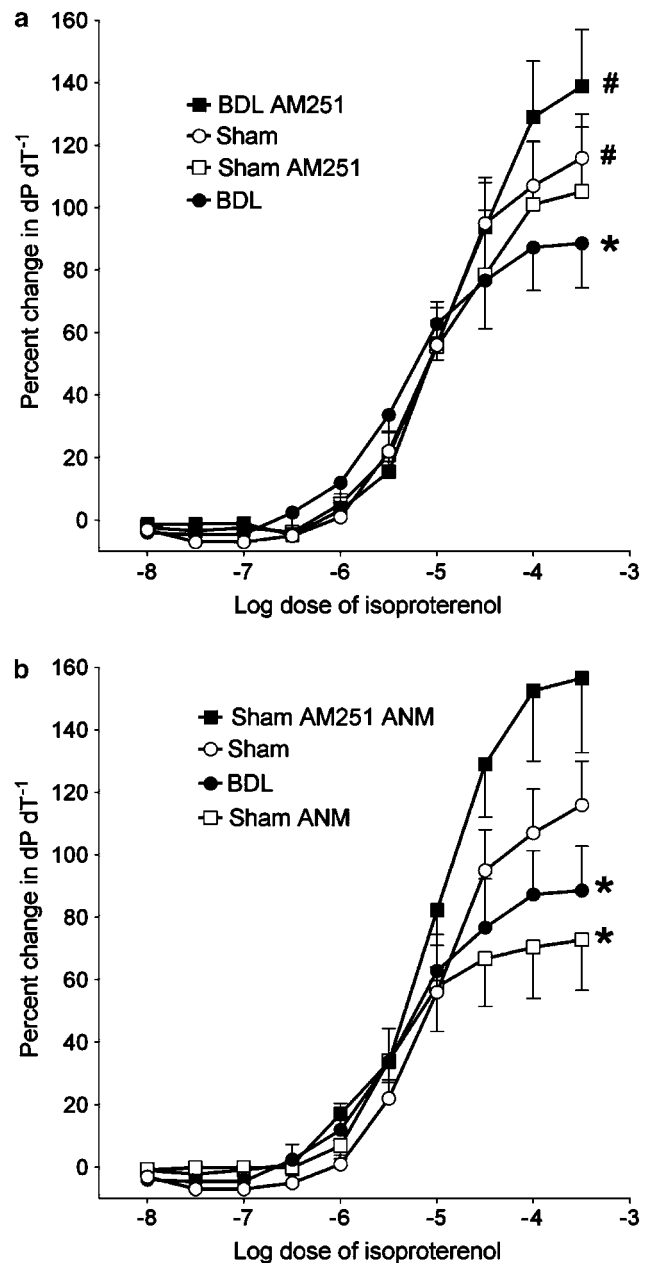 a
160
140
120
100
80
60
40
20
0
Percent change in dP dT⁻¹
BDL AM251
Sham
Sham AM251
BDL
#
#
*
-8 -7 -6 -5 -4 -3
Log dose of isoproterenol
b
160
140
120
100
80
60
40
20
0
Percent change in dP dT⁻¹
Sham AM251 ANM
Sham
BDL
Sham ANM
*
*
-8 -7 -6 -5 -4 -3
Log dose of isoproterenol